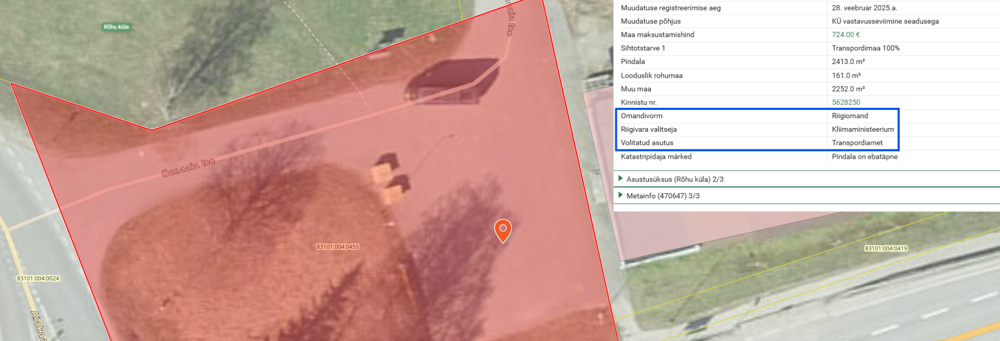 Rõhu küla
aia tee
Õunaaia tee
83101:004:0455
83101:004:0024
Aiakaa
83101:004:0419
Muudatuse registreerimise aeg 28. veebruar 2025.a.
Muudatuse põhjus KÜ vastavusseviimine seadusega
Maa maksustamishind 724.00 €
Sihtotstarve 1 Transpordimaa 100%
Pindala 2413.0 m²
Looduslik rohumaa 161.0 m²
Muu maa 2252.0 m²
Kinnistu nr. 5628250
Omandivorm Riigiomand
Riigivara valitseja Kliimaministeerium
Volitatud asutus Transpordiamet
Katastripidaja märked Pindala on ebatäpne
Asustusüksus (Rõhu küla) 2/3
Metainfo (470647) 3/3